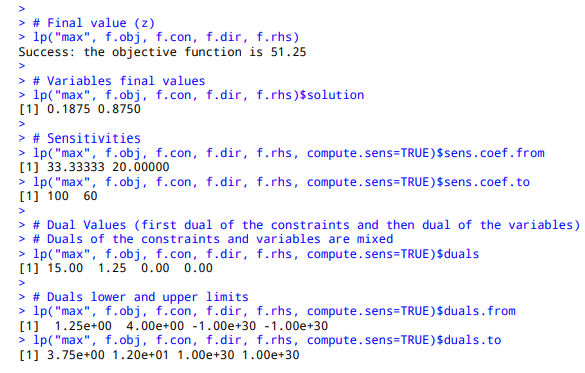 >
> # Final value (z)
> lp("max", f.obj, f.con, f.dir, f.rhs)
Success: the objective function is 51.25
>
> # Variables final values
> lp("max", f.obj, f.con, f.dir, f.rhs)$solution
[1] 0.1875 0.8750
>
> # Sensitivities
> lp("max", f.obj, f.con, f.dir, f.rhs, compute.sens=TRUE)$sens.coef.from
[1] 33.33333 20.00000
> lp("max", f.obj, f.con, f.dir, f.rhs, compute.sens=TRUE)$sens.coef.to
[1] 100  60
>
> # Dual Values (first dual of the constraints and then dual of the variables)
> # Duals of the constraints and variables are mixed
> lp("max", f.obj, f.con, f.dir, f.rhs, compute.sens=TRUE)$duals
[1] 15.00  1.25  0.00  0.00
>
> # Duals lower and upper limits
> lp("max", f.obj, f.con, f.dir, f.rhs, compute.sens=TRUE)$duals.from
[1]  1.25e+00  4.00e+00 -1.00e+30 -1.00e+30
> lp("max", f.obj, f.con, f.dir, f.rhs, compute.sens=TRUE)$duals.to
[1] 3.75e+00 1.20e+01 1.00e+30 1.00e+30